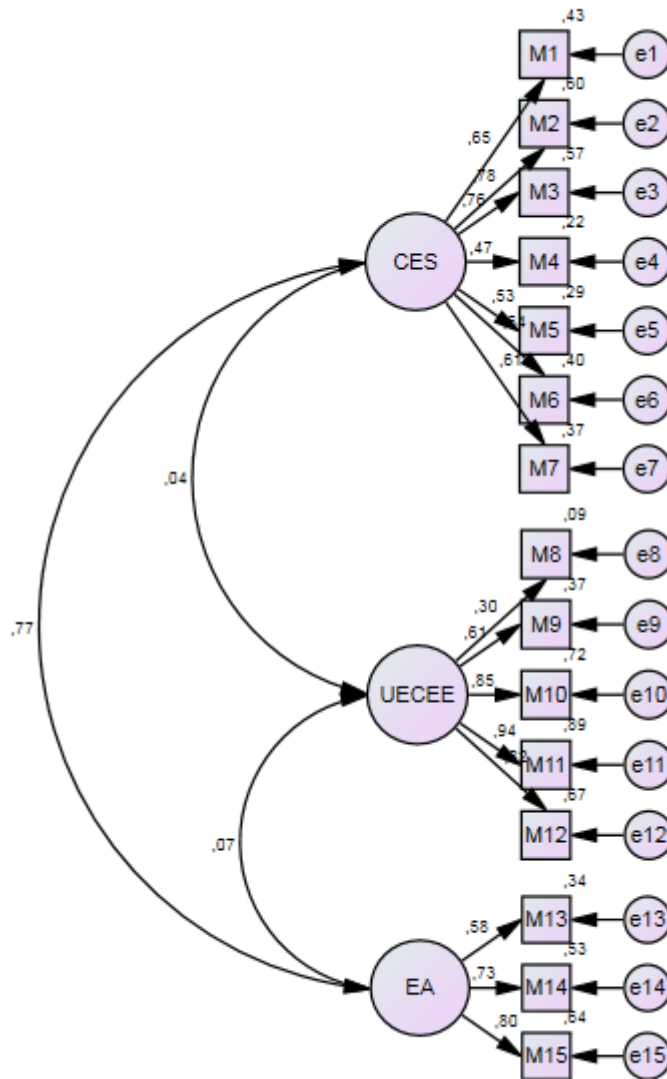 ,43
M1 e1
,60
M2 e2
,65
,57
,78
M3 e3
,76
,22
,47 M4 e4
CES
,29
,53
M5 e5
,61
,40
M6 e6
,37
M7 e7
,04
,09
M8 e8
,37
,30
M9 e9
,77
,61
,72
,85
UECEE M10 e10
,89
,94
M11 e11
,67
M12 e12
,07
,34
M13 e13
,58
,53
,73
EA M14 e14
,64
,80
M15 e15